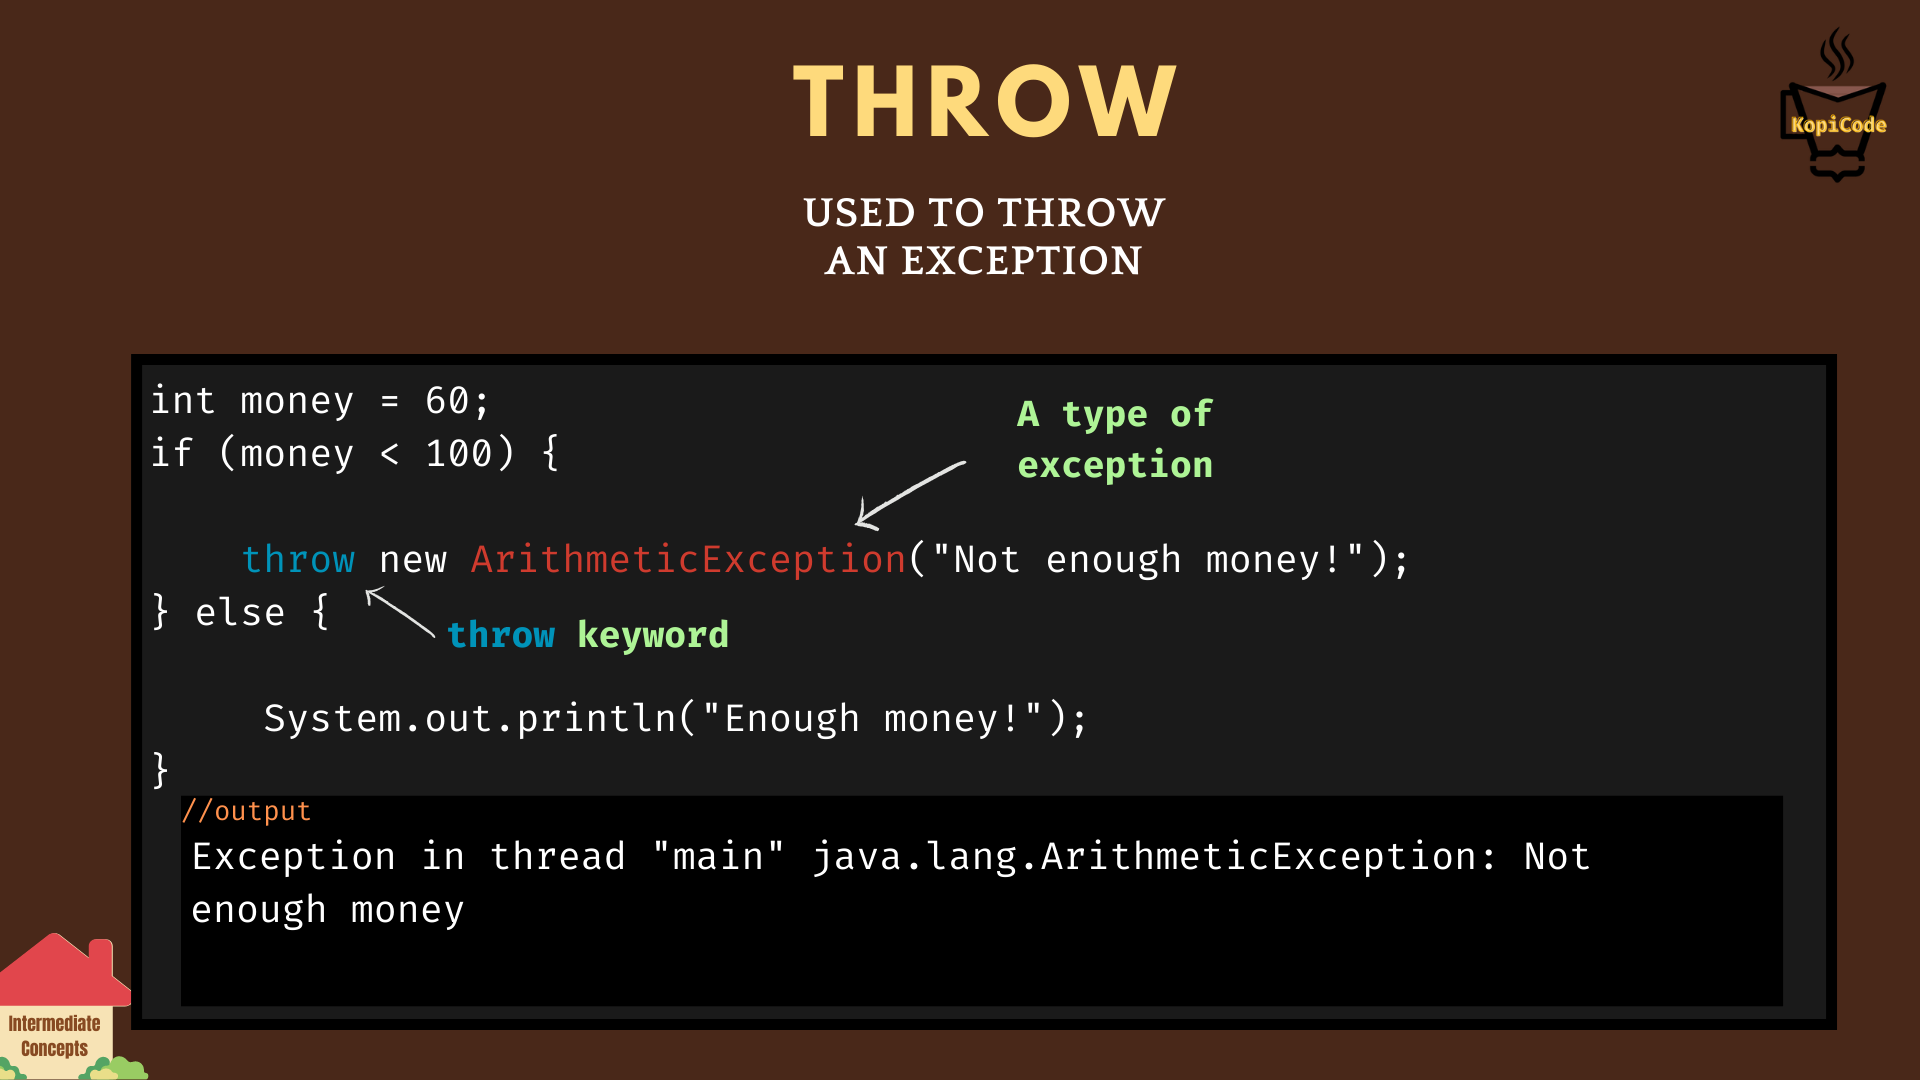 THROW
KopiCode
USED TO THROW
AN EXCEPTION
int money = 60;
if (money < 100) {
A type of
exception
throw new ArithmeticException("Not enough money!");
} else {
throw keyword
System.out.println("Enough money!");
}
//output
Exception in thread "main" java.lang.ArithmeticException: Not
enough money
Intermediate
Concepts